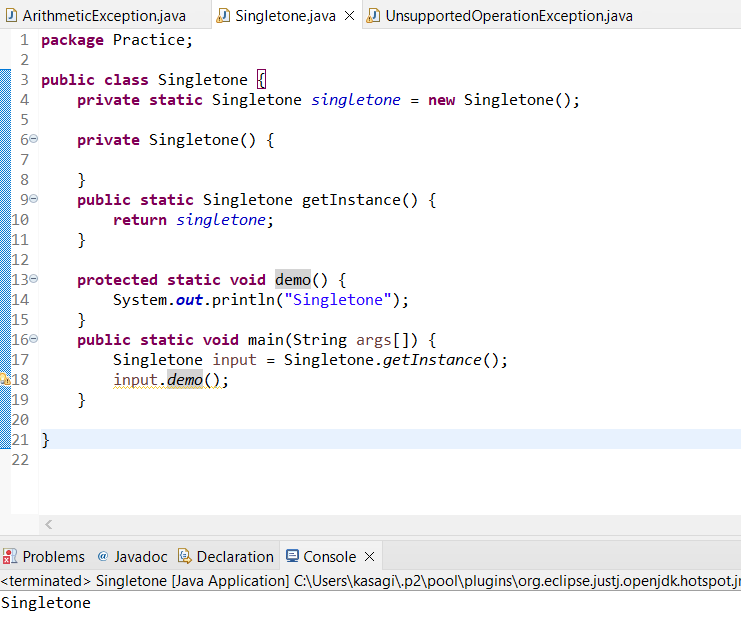 ArithmeticException.java Singletone.java UnsupportedOperationException.java
1 package Practice;
2
3 public class Singletone {
4     private static Singletone singletone = new Singletone();
5
6     private Singletone() {
7
8     }
9     public static Singletone getInstance() {
10         return singletone;
11     }
12
13     protected static void demo() {
14         System.out.println("Singletone");
15     }
16     public static void main(String args[]) {
17         Singletone input = Singletone.getInstance();
18         input.demo();
19     }
20
21 }
22
Problems @ Javadoc Declaration Console
<terminated> Singletone [Java Application] C:\Users\kasagi\.p2\pool\plugins\org.eclipse.justj.openjdk.hotspot.jr
Singletone